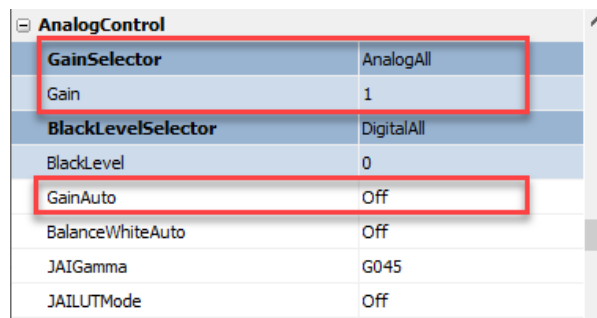 AnalogControl
GainSelector AnalogAll
Gain 1
BlackLevelSelector DigitalAll
BlackLevel 0
GainAuto Off
BalanceWhiteAuto Off
JAIGamma G045
JAILUTMode Off